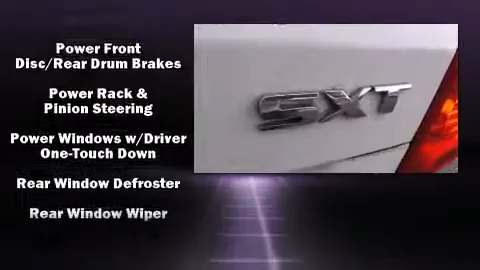 Power Front
Disc/Rear Drum Brakes
Power Rack &
Pinion Steering
Power Windows w/Driver
One-Touch Down
Rear Window Defroster
Rear Window Wiper
SXT